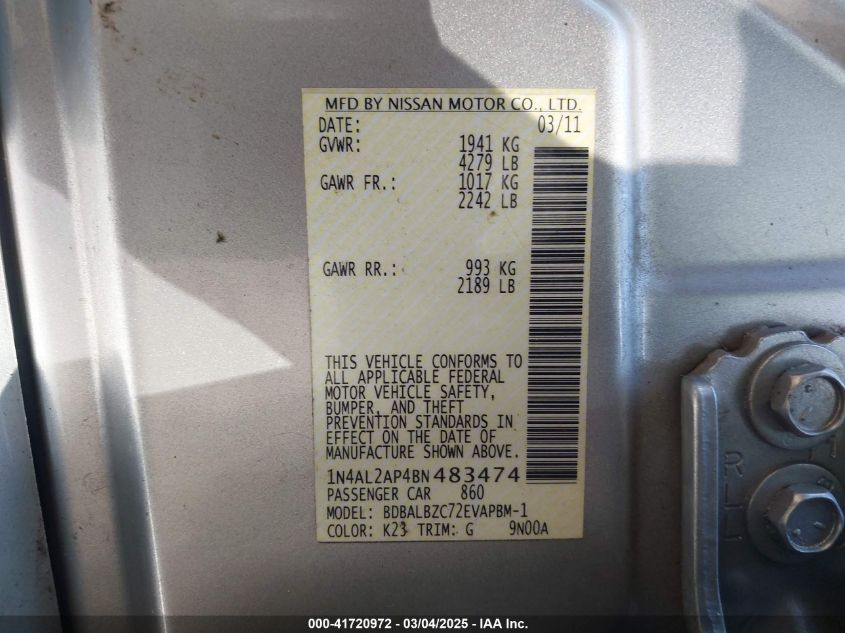 MFD BY NISSAN MOTOR CO., LTD.
DATE: 03/11
GVWR: 1941 KG
4279 LB
GAWR FR.: 1017 KG
2242 LB
GAWR RR.: 993 KG
2189 LB
THIS VEHICLE CONFORMS TO
ALL APPLICABLE FEDERAL
MOTOR VEHICLE SAFETY,
BUMPER, AND THEFT
PREVENTION STANDARDS IN
EFFECT ON THE DATE OF
MANUFACTURE SHOWN ABOVE.
1N4AL2AP4BN483474
PASSENGER CAR 860
MODEL: BDBALBZC72EVAPBM-1
COLOR: K23 TRIM: G 9N00A
000-41720972 - 03/04/2025 - IAA Inc.